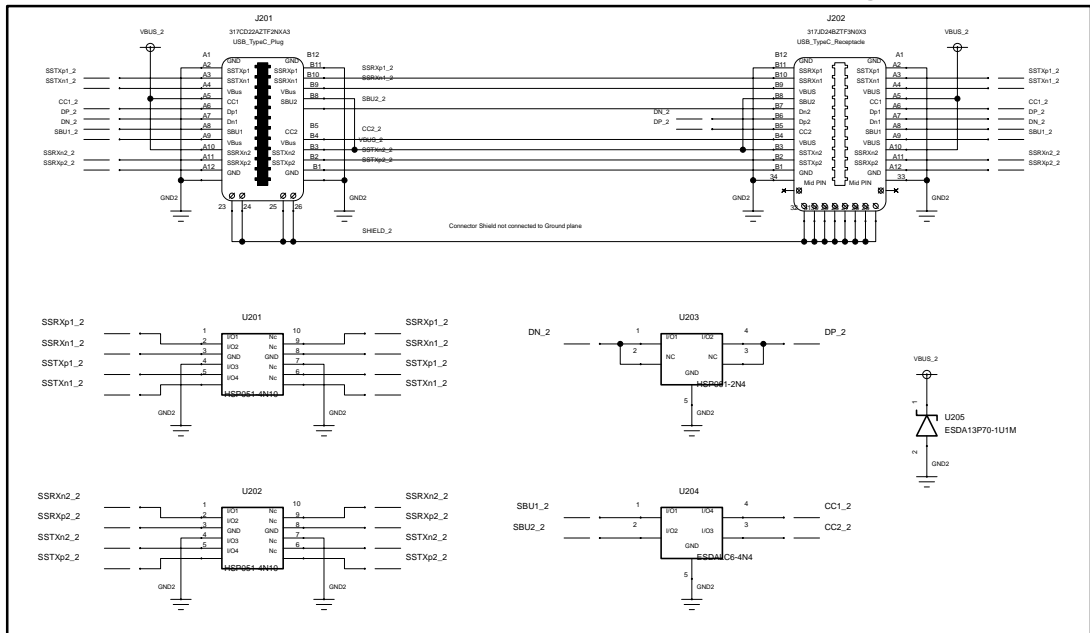 J201
317CD22AZTF2NXA3
USB_TypeC_Plug
VBUS_2
A1
GND
GND
B12
A2
SSTXp1
SSRXp1
B11
SSRXp1_2
SSTXp1_2
A3
SSTXn1
SSRXn1
B10
SSRXn1_2
SSTXn1_2
A4
VBus
VBUS
B9
A5
CC1
SBU2
B8
SBU2_2
CC1_2
A6
Dp1
DP_2
A7
Dn1
DN_2
A8
SBU1
CC2
B5
CC2_2
SBU1_2
A9
VBus
VBUS
B4
VBUS_2
A10
SSRXn2
SSTXn2
B3
SSTXn2_2
SSRXn2_2
A11
SSRXp2
SSTXp2
B2
SSTXp2_2
SSRXp2_2
A12
GND
GND
B1
GND2
23
24
25
26
GND2
SHIELD_2
Connector Shield not connected to Ground plane
J202
317JD24BZTF3N0X3
USB_TypeC_Receptacle
VBUS_2
B12
GND
GND
A1
B11
SSRXp1
SSTXp1
A2
SSTXp1_2
B10
SSRXn1
SSTXn1
A3
SSTXn1_2
B9
VBUS
VBUS
A4
B8
SBU2
CC1
A5
CC1_2
DN_2
B7
Dn2
Dp1
A6
DP_2
DP_2
B6
Dp2
Dn1
A7
DN_2
B5
CC2
SBU1
A8
SBU1_2
B4
VBUS
VBUS
A9
B3
SSTXn2
SSRXn2
A10
SSRXn2_2
B2
SSTXp2
SSRXp2
A11
SSRXp2_2
B1
GND
GND
A12
34
Mid PIN
Mid PIN
33
GND2
32
GND2
U201
SSRXp1_2
1
I/O1
Nc
10
SSRXp1_2
SSRXn1_2
2
I/O2
Nc
9
SSRXn1_2
3
GND
GND
8
SSTXp1_2
4
I/O3
Nc
7
SSTXp1_2
SSTXn1_2
5
I/O4
Nc
6
SSTXn1_2
HSP051-4N10
GND2
GND2
U203
DN_2
1
I/O1
I/O2
4
DP_2
2
NC
NC
3
GND
HSP051-2N4
5
GND2
VBUS_2
1
U205
ESDA13P70-1U1M
2
GND2
U202
SSRXn2_2
1
I/O1
Nc
10
SSRXn2_2
SSRXp2_2
2
I/O2
Nc
9
SSRXp2_2
3
GND
GND
8
SSTXn2_2
4
I/O3
Nc
7
SSTXn2_2
SSTXp2_2
5
I/O4
Nc
6
SSTXp2_2
HSP051-4N10
GND2
GND2
U204
SBU1_2
1
I/O1
I/O4
4
CC1_2
SBU2_2
2
I/O2
I/O3
3
CC2_2
GND
ESDALC6-4N4
5
GND2